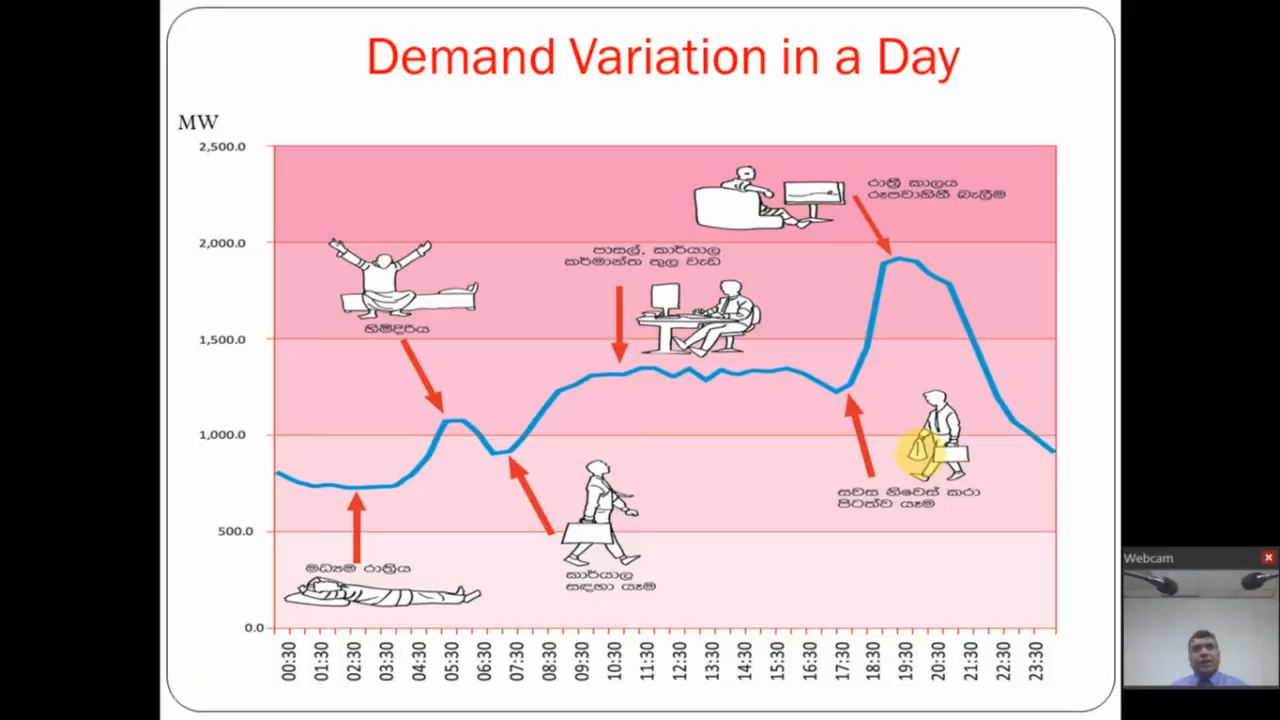 Demand Variation in a Day
MW
2,500.0
2,000.0
1,500.0
1,000.0
500.0
0.0
රාත්‍රී කාලය
රූපවාහිනී බැලීම
පාසල්, කාර්යාල
කර්මාන්ත තුල වැඩ
හිමිදිරිය
සවස නිවෙස් කරා
පිටත්ව යෑම
මධ්‍යම රාත්‍රිය
කාර්යාල
සඳහා යෑම
00:30 01:30 02:30 03:30 04:30 05:30 06:30 07:30 08:30 09:30 10:30 11:30 12:30 13:30 14:30 15:30 16:30 17:30 18:30 19:30 20:30 21:30 22:30 23:30
Webcam